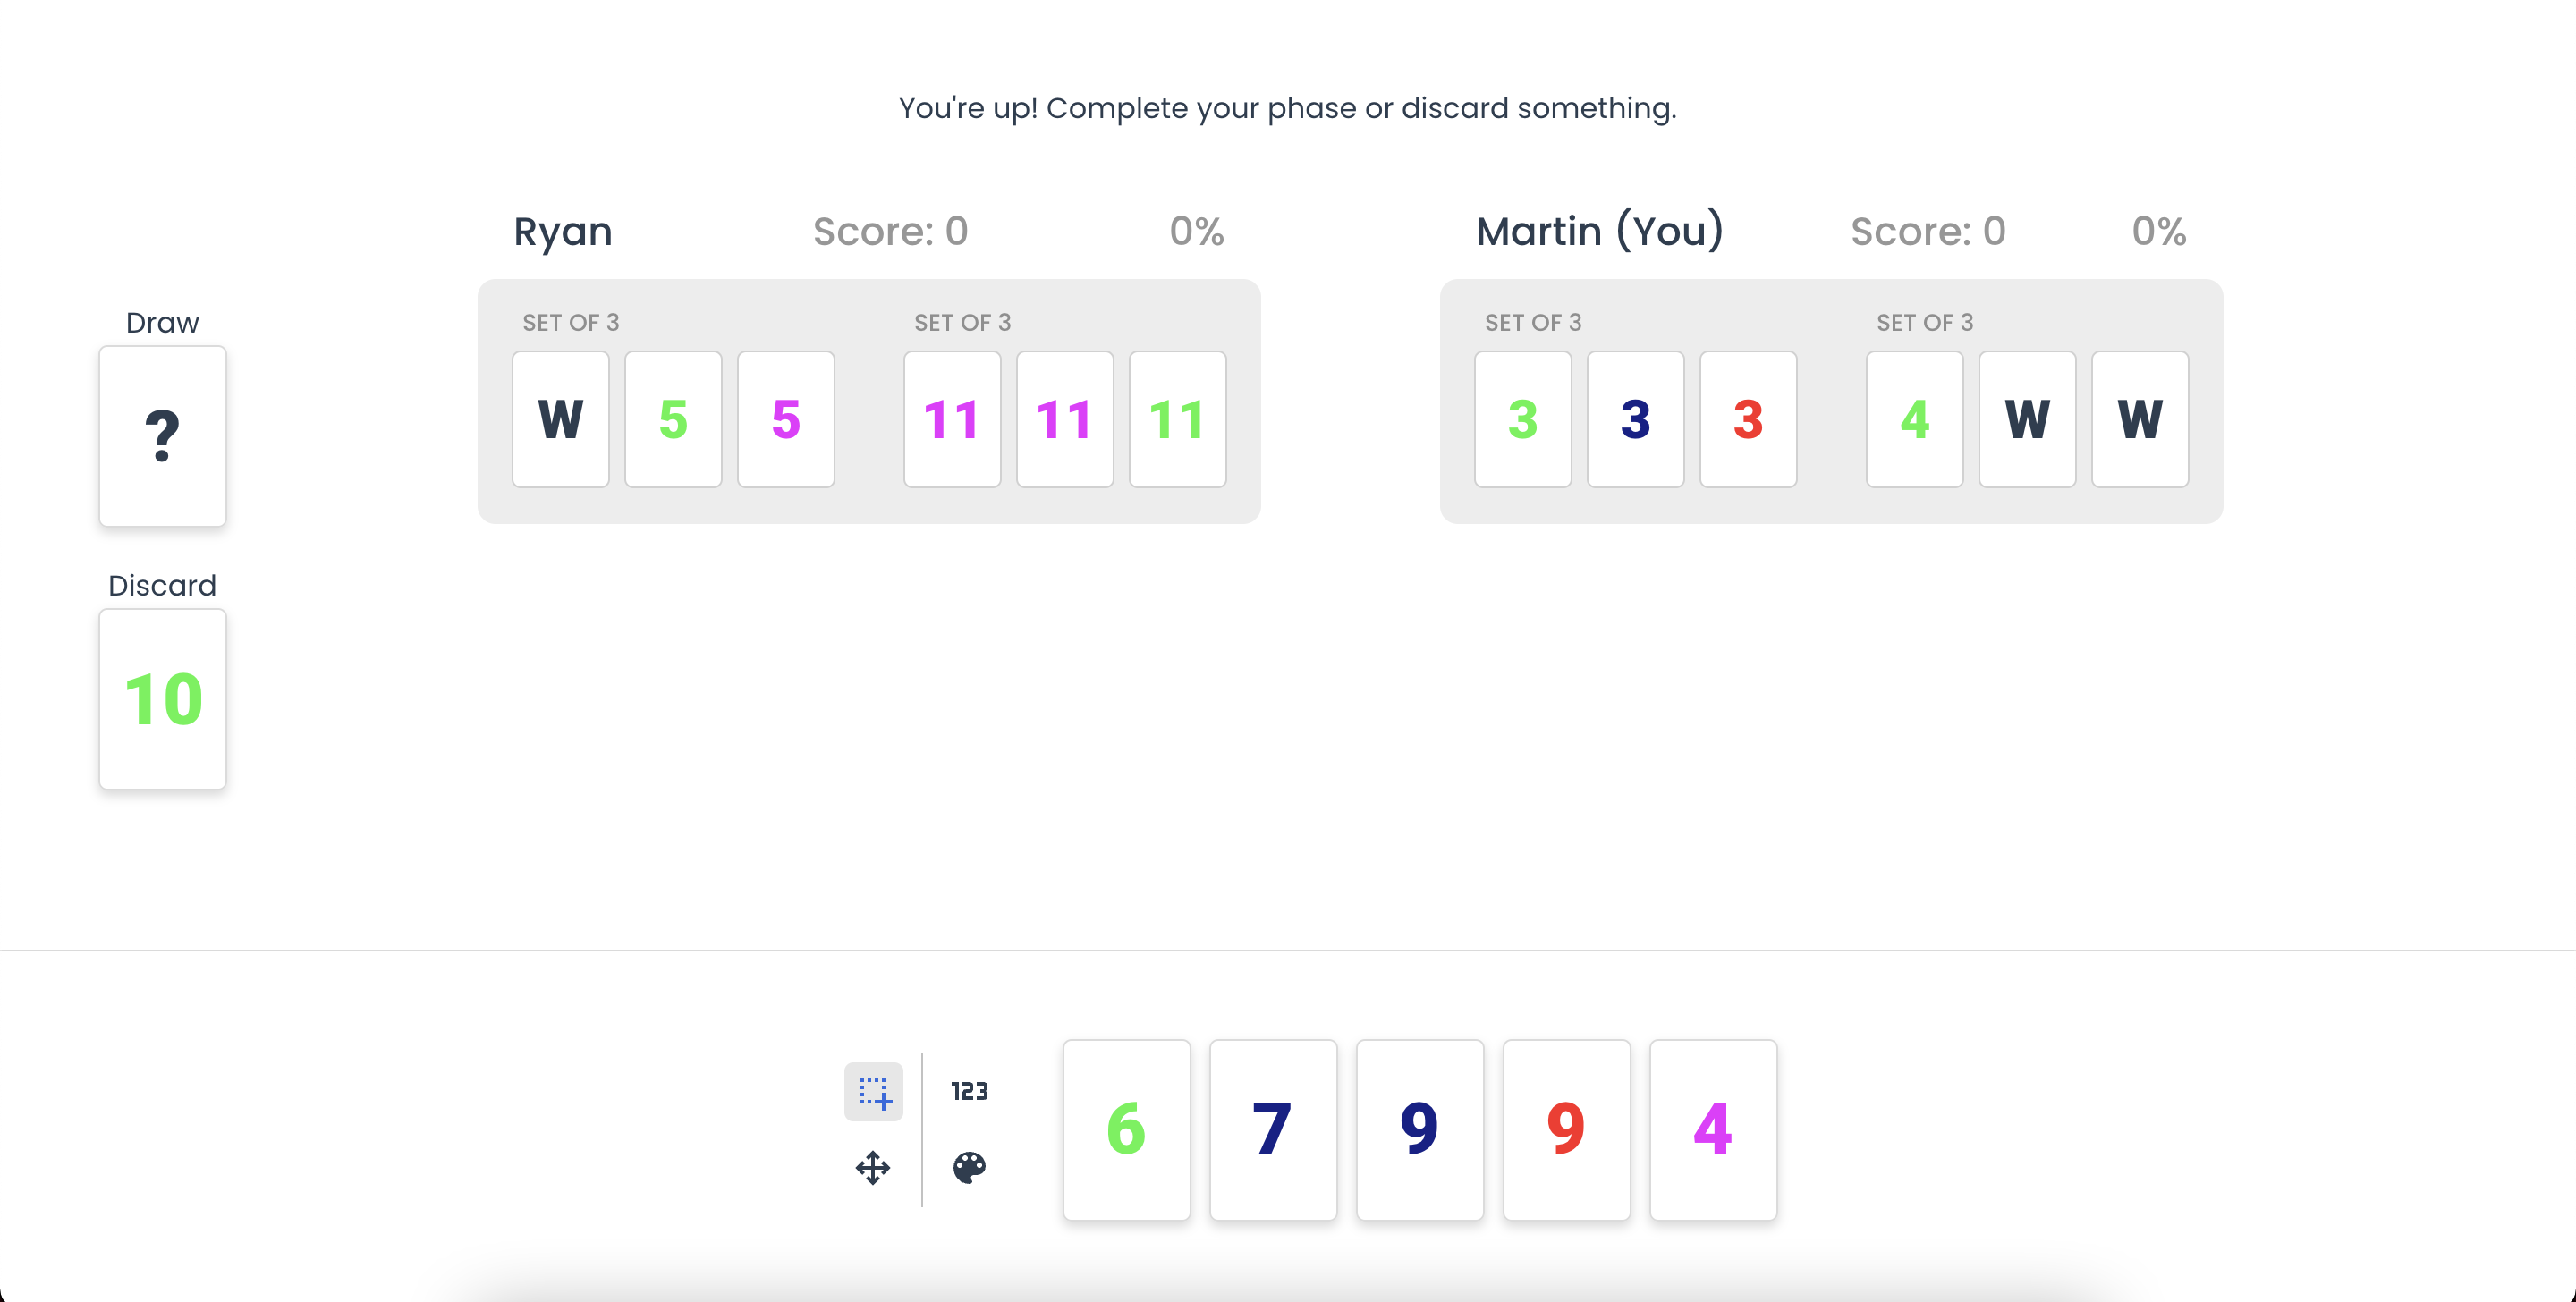 You're up! Complete your phase or discard something.
Ryan Score: 0 0%
Martin (You) Score: 0 0%
Draw
?
Discard
10
SET OF 3 SET OF 3
W 5 5 11 11 11
SET OF 3 SET OF 3
3 3 3 4 W W
123
6 7 9 9 4